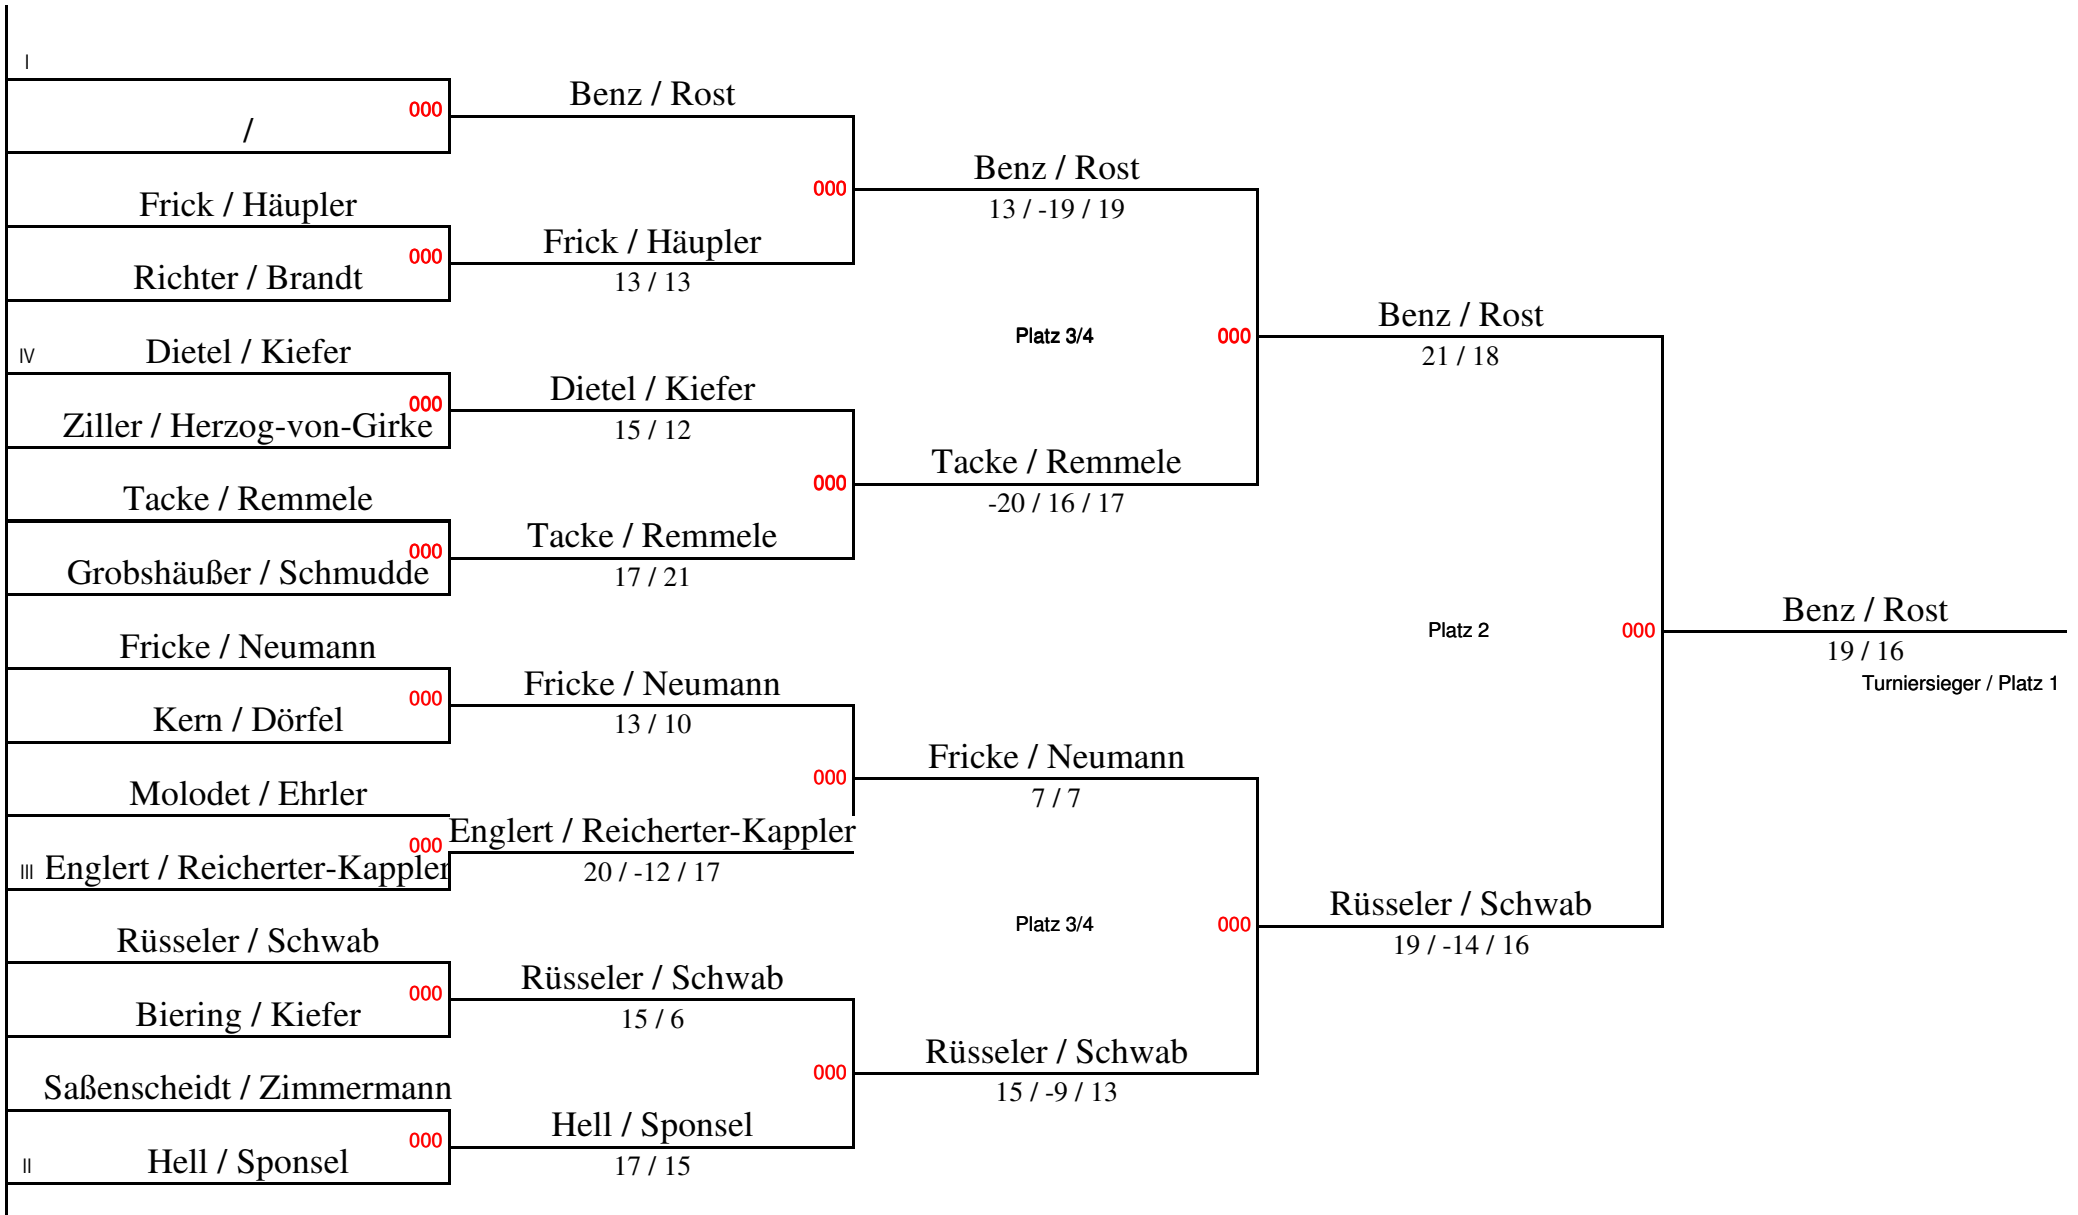 I
000
Benz / Rost
/
Frick / Häupler
000
Benz / Rost
13 / -19 / 19
000
Frick / Häupler
13 / 13
Richter / Brandt
IV
Dietel / Kiefer
Platz 3/4
000
Benz / Rost
21 / 18
000
Dietel / Kiefer
15 / 12
Ziller / Herzog-von-Girke
Tacke / Remmele
000
Tacke / Remmele
-20 / 16 / 17
000
Tacke / Remmele
17 / 21
Grobshäußer / Schmudde
Fricke / Neumann
Platz 2
000
Benz / Rost
19 / 16
Turniersieger / Platz 1
000
Fricke / Neumann
13 / 10
Kern / Dörfel
Molodet / Ehrler
000
Fricke / Neumann
7 / 7
000
Englert / Reicherter-Kappler
20 / -12 / 17
III
Englert / Reicherter-Kappler
Rüsseler / Schwab
Platz 3/4
000
Rüsseler / Schwab
19 / -14 / 16
000
Rüsseler / Schwab
15 / 6
Biering / Kiefer
Saßenscheidt / Zimmermann
000
Rüsseler / Schwab
15 / -9 / 13
000
Hell / Sponsel
17 / 15
II
Hell / Sponsel